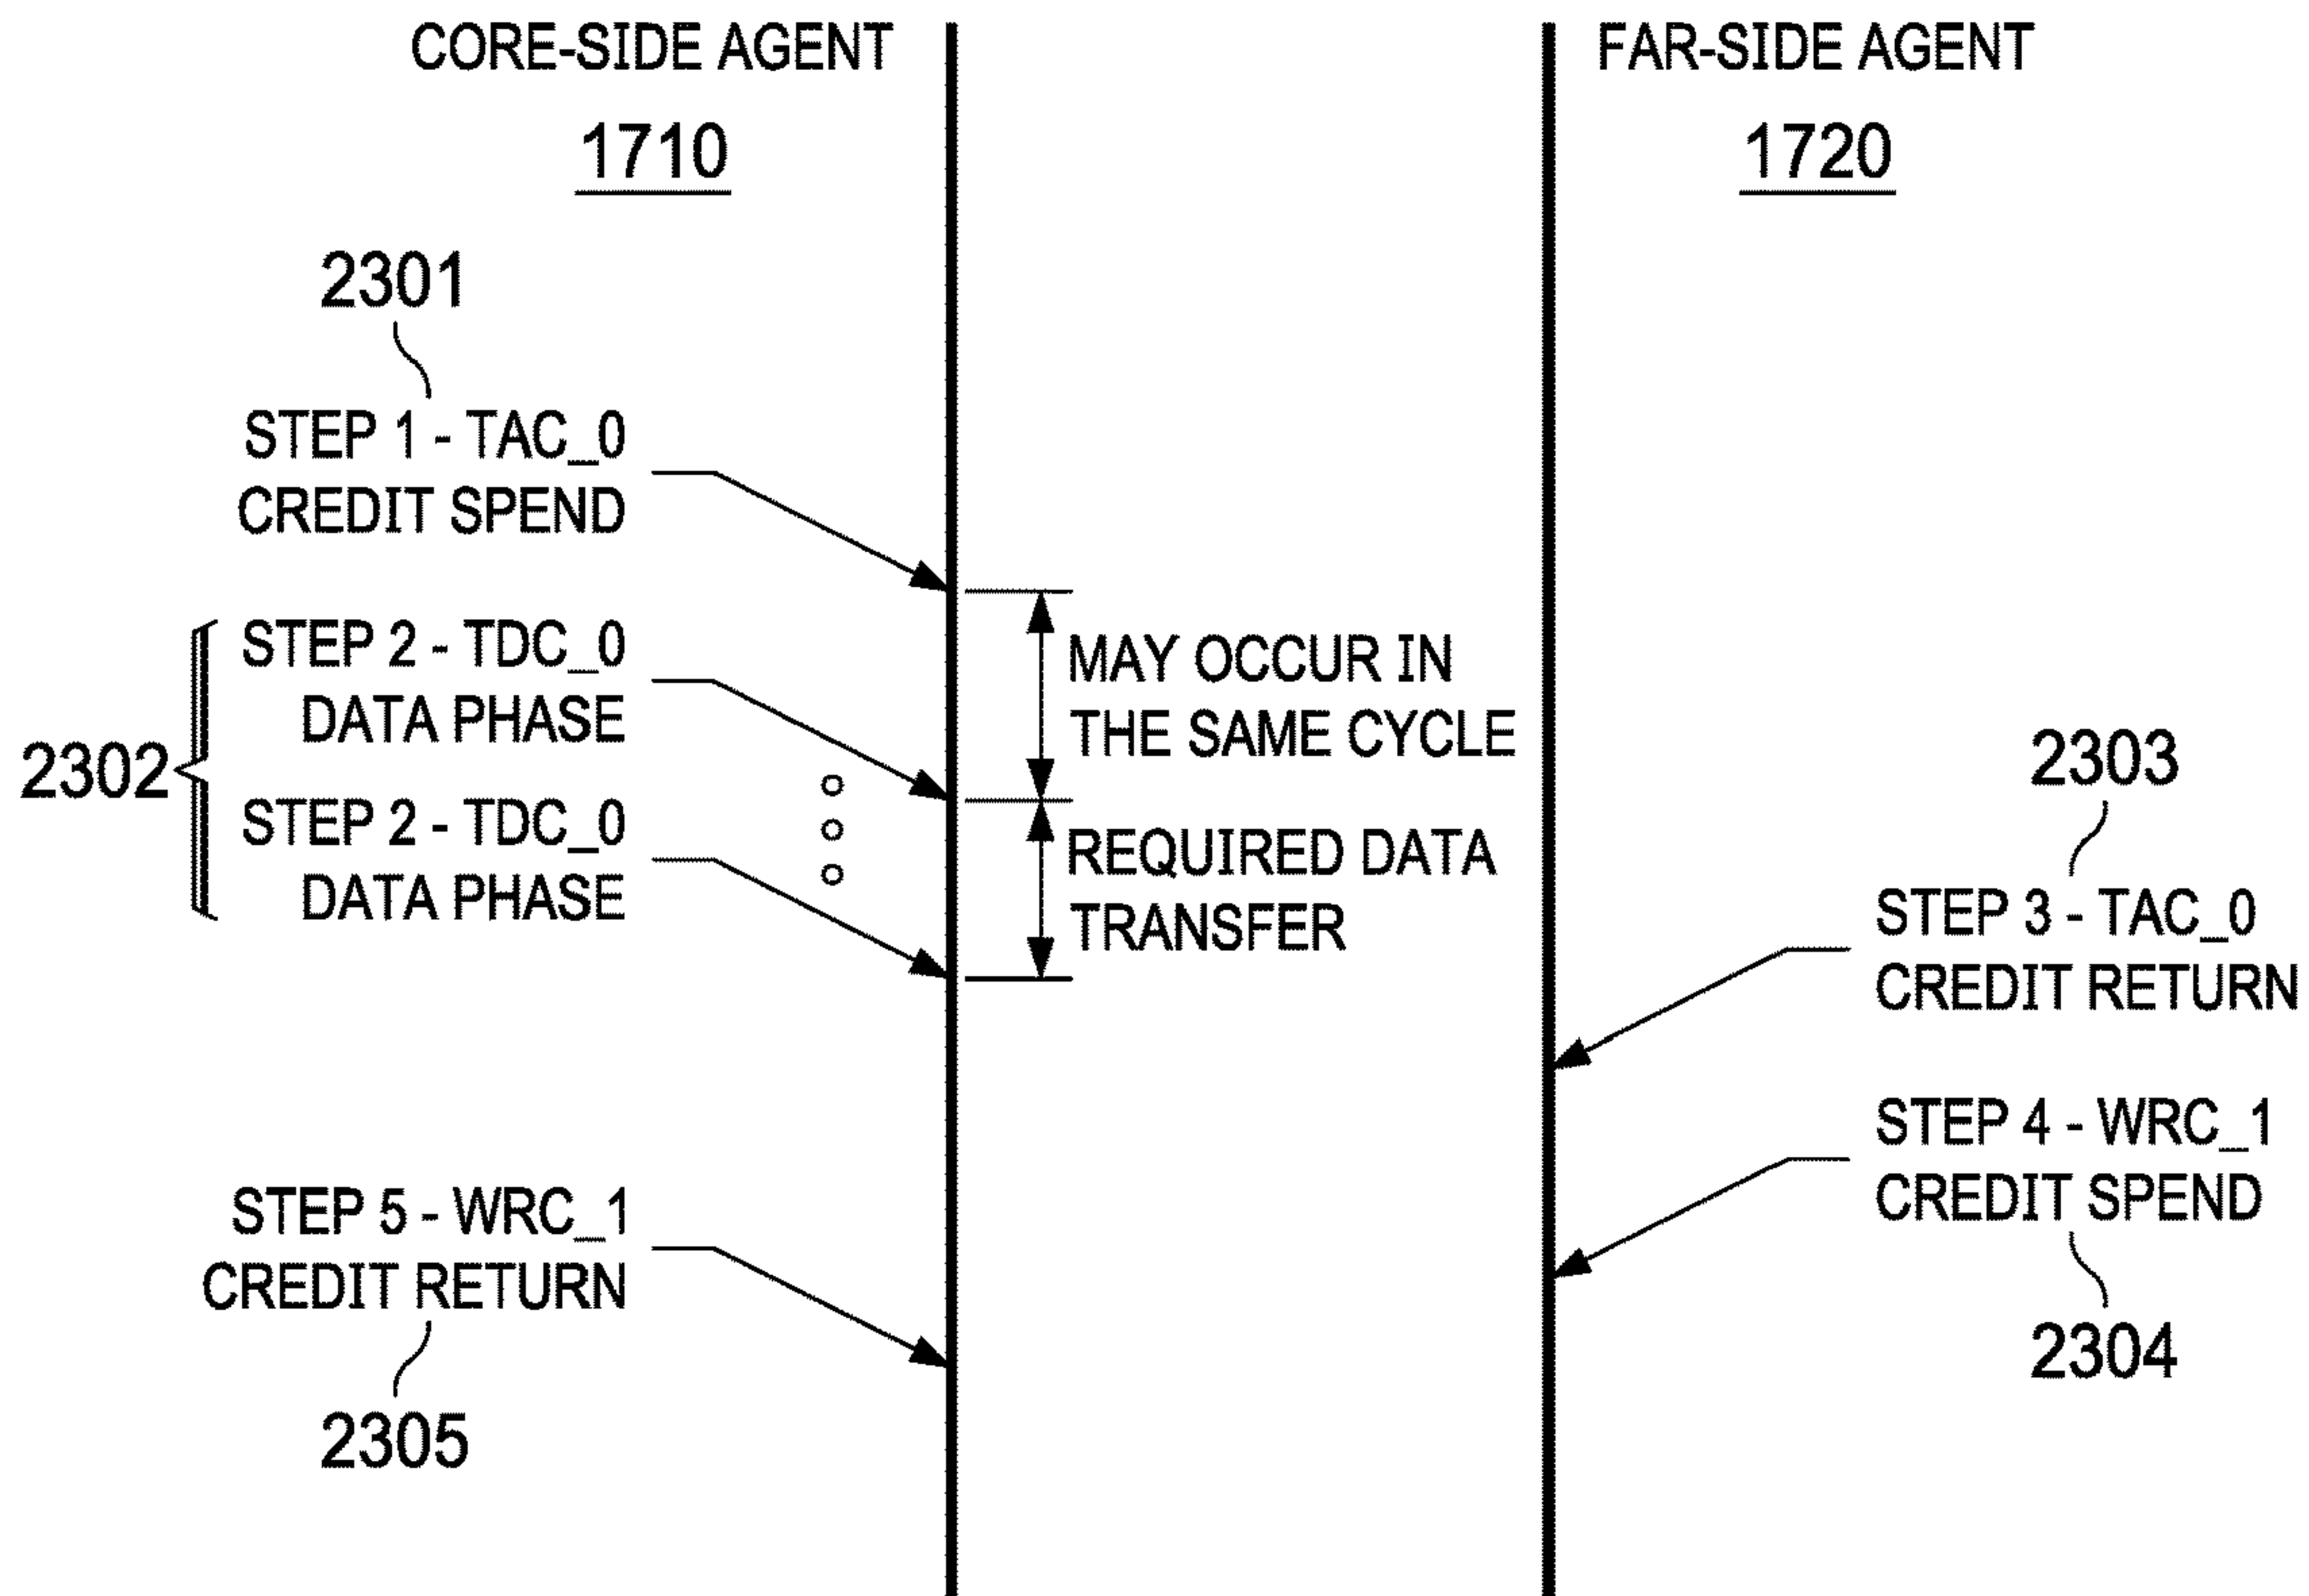 CORE-SIDE AGENT
1710
FAR-SIDE AGENT
1720
2301
STEP 1 - TAC_0
CREDIT SPEND
2302
STEP 2 - TDC_0
DATA PHASE
STEP 2 - TDC_0
DATA PHASE
MAY OCCUR IN
THE SAME CYCLE
REQUIRED DATA
TRANSFER
2303
STEP 3 - TAC_0
CREDIT RETURN
STEP 4 - WRC_1
CREDIT SPEND
2304
STEP 5 - WRC_1
CREDIT RETURN
2305